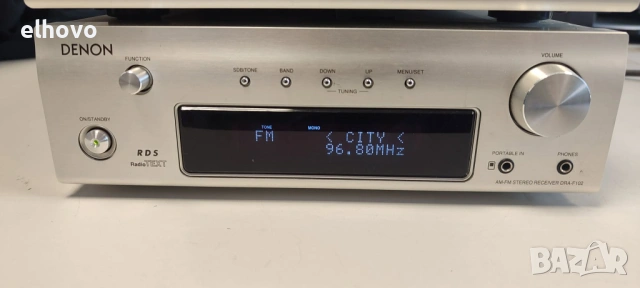 elhovo
DENON
FUNCTION
SDB/TONE
BAND
DOWN
UP
TUNING
MENU/SET
VOLUME
ON/STANDBY
RDS
Radio TEXT
TONE
MONO
FM
< CITY <
96.80MHz
PORTABLE IN
PHONES
AM-FM STEREO RECEIVER DRA-F102
BAZAR